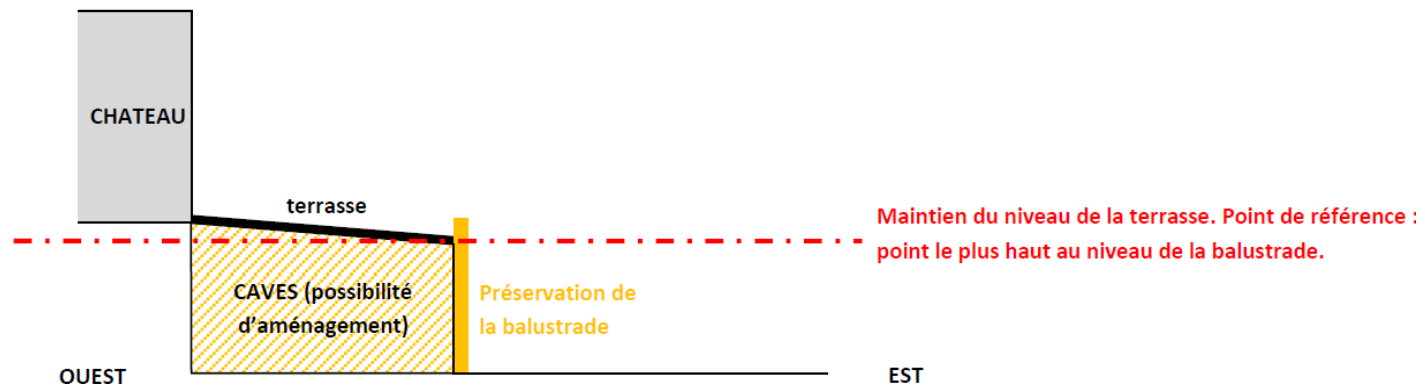 CHATEAU
terrasse
Maintien du niveau de la terrasse. Point de référence :
point le plus haut au niveau de la balustrade.
CAVES (possibilité
d'aménagement)
Préservation de
la balustrade
OUEST
EST